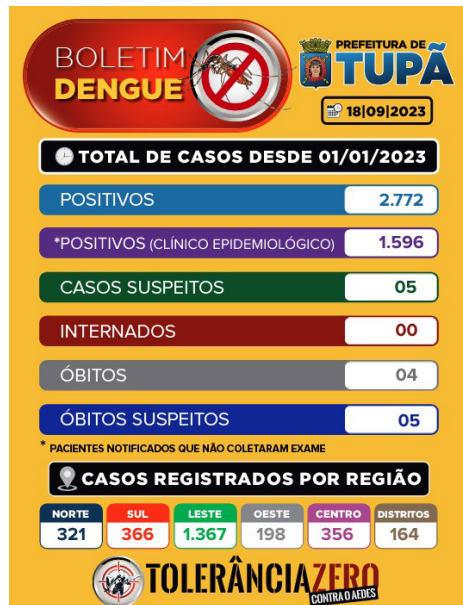 BOLETIM
DENGUE
PREFEITURA DE
TUPÃ
18|09|2023
TOTAL DE CASOS DESDE 01/01/2023
POSITIVOS 2.772
*POSITIVOS (CLÍNICO EPIDEMIOLÓGICO) 1.596
CASOS SUSPEITOS 05
INTERNADOS 00
ÓBITOS 04
ÓBITOS SUSPEITOS 05
* PACIENTES NOTIFICADOS QUE NÃO COLETARAM EXAME
CASOS REGISTRADOS POR REGIÃO
NORTE SUL LESTE OESTE CENTRO DISTRITOS
321 366 1.367 198 356 164
TOLERÂNCIAZERO
CONTRA O AEDES